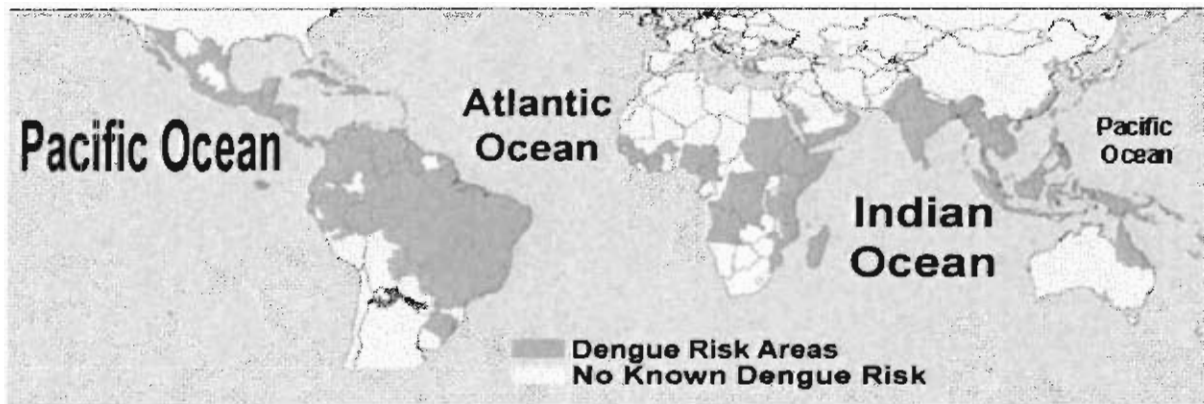 Pacific Ocean
Atlantic
Ocean
Pacific
Ocean
Indian
Ocean
Dengue Risk Areas
No Known Dengue Risk